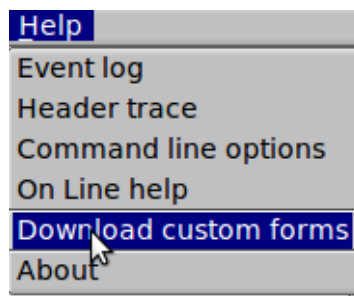 Help
Event log
Header trace
Command line options
On Line help
Download custom forms
About